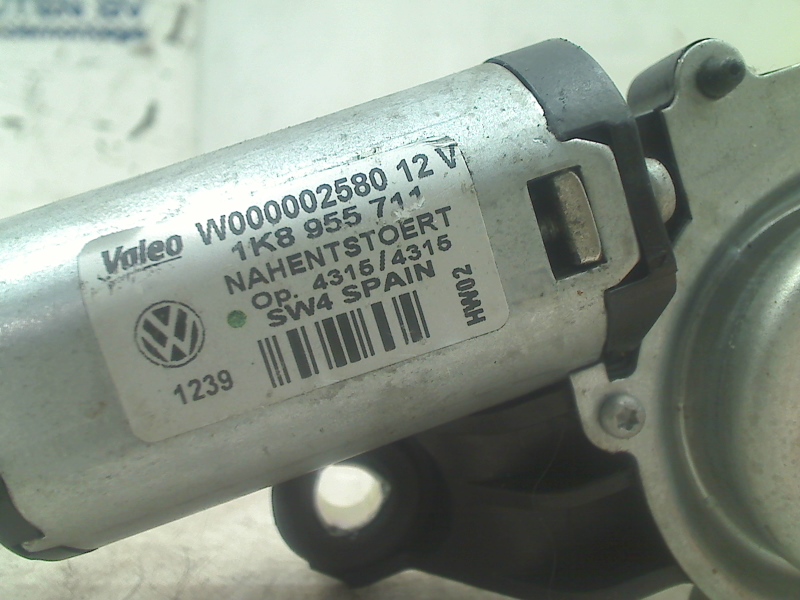 Valeo W000002580 12 V
1K8 955 711
NAHENTSTOERT
Op. 4315/4315
SW4 SPAIN
HW02
1239